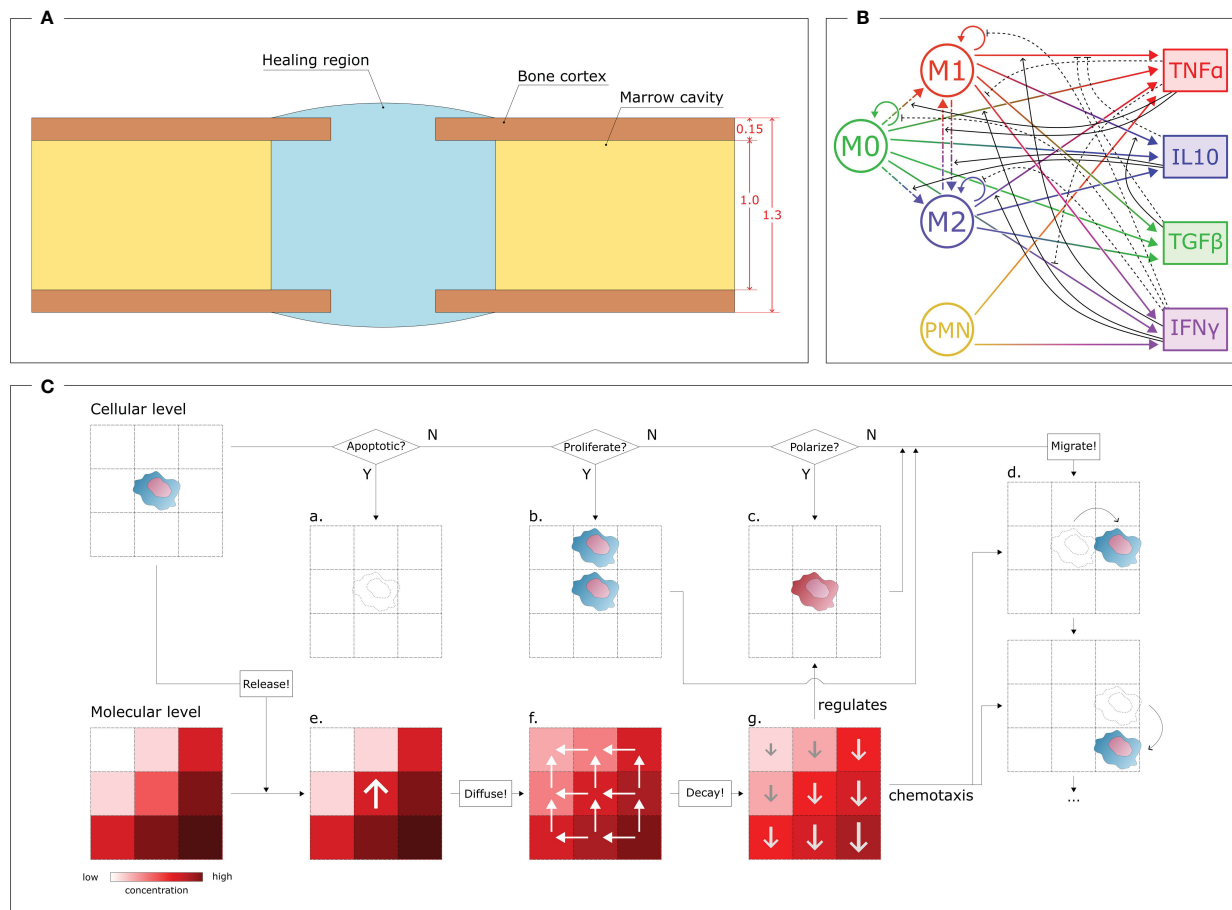 A
Healing region
Bone cortex
Marrow cavity
0.15
1.0
1.3
B
M1
M0
M2
PMN
TNFα
IL10
TGFβ
IFNγ
C
Cellular level
Apoptotic?
N
Proliferate?
N
Polarize?
N
Migrate!
Y
Y
Y
a.
b.
c.
d.
Release!
regulates
Molecular level
e.
f.
g.
Diffuse!
Decay!
chemotaxis
...
low
high
concentration